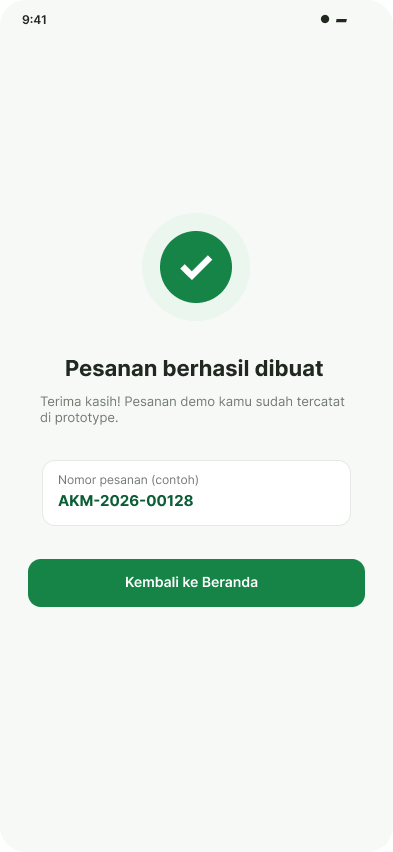 9:41
Pesanan berhasil dibuat
Terima kasih! Pesanan demo kamu sudah tercatat
di prototype.
Nomor pesanan (contoh)
AKM-2026-00128
Kembali ke Beranda